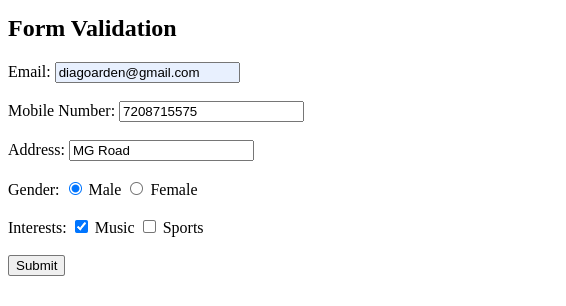 Form Validation
Email: diagoarden@gmail.com
Mobile Number: 7208715575
Address: MG Road
Gender: Male Female
Interests: Music Sports
Submit